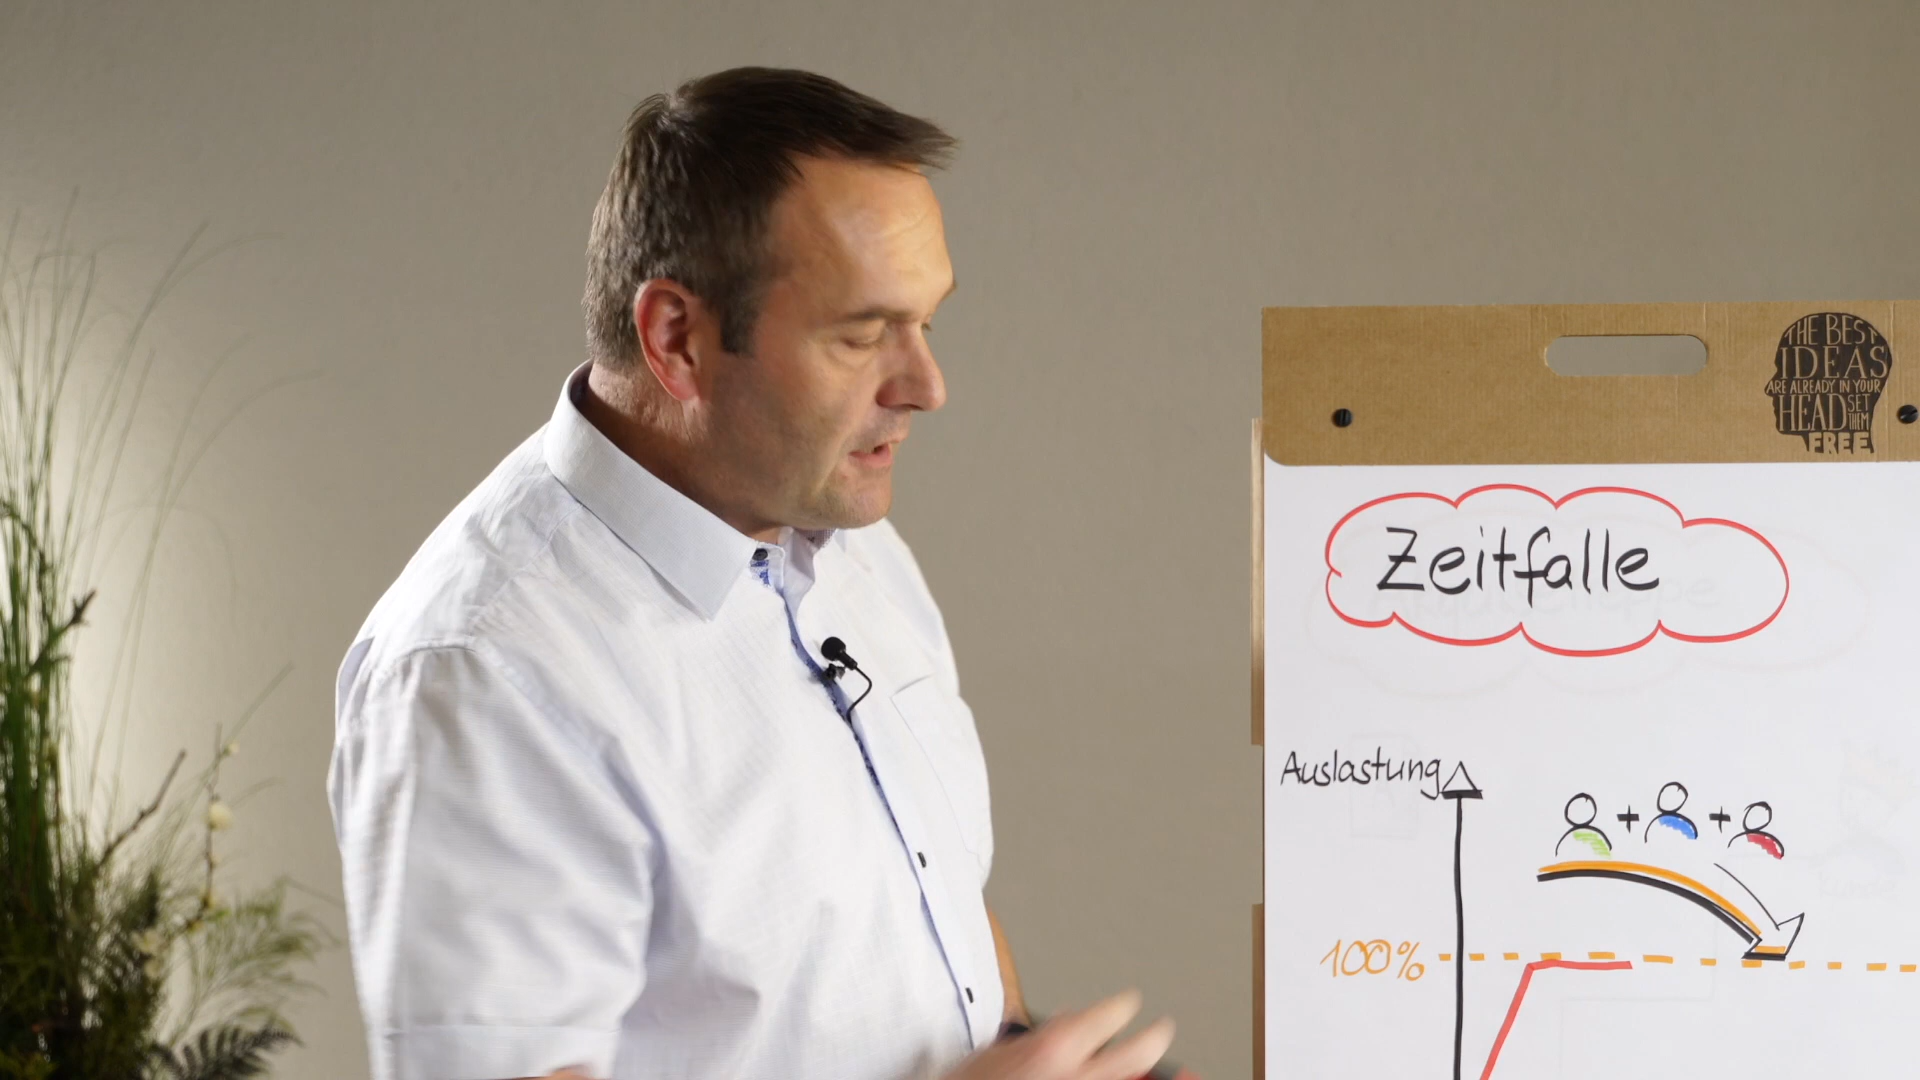 THE BEST
IDEAS
ARE ALREADY IN YOUR
HEAD SET
THEM
FREE
Zeitfalle
Auslastung
+ +
100%